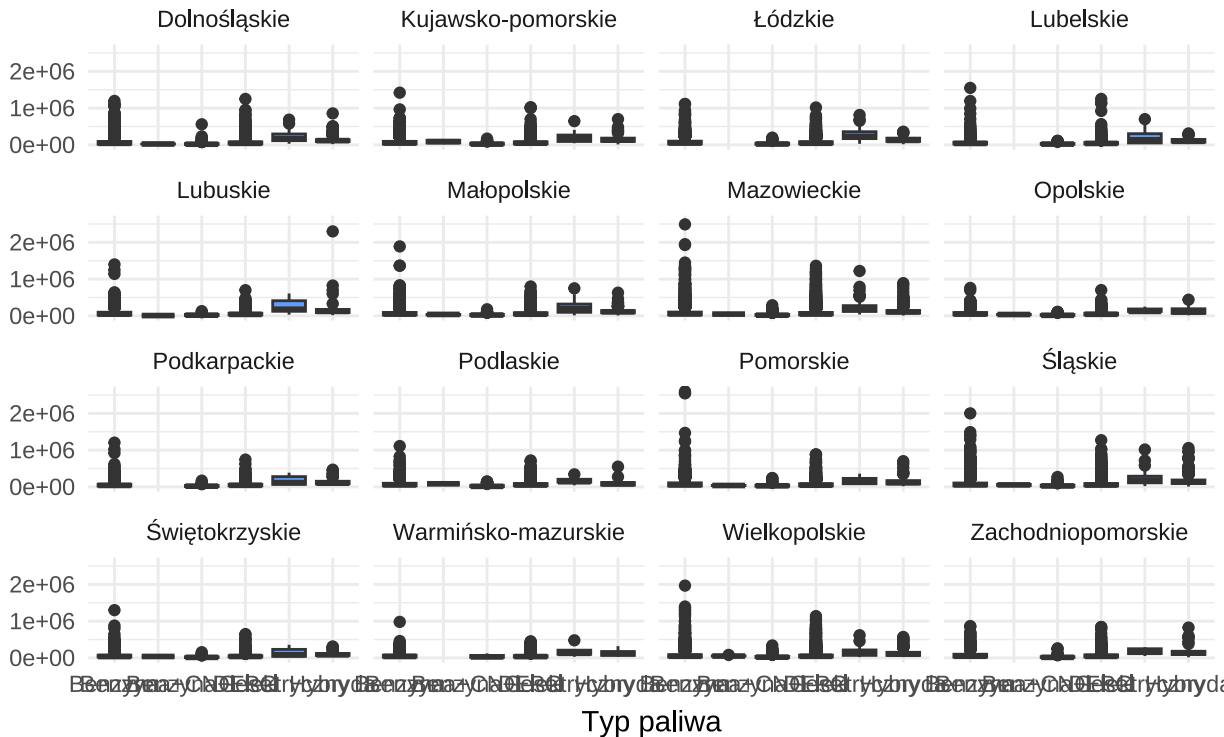 Dolnośląskie Kujawsko-pomorskie Łódzkie Lubelskie
2e+06
1e+06
0e+00
Lubuskie Małopolskie Mazowieckie Opolskie
2e+06
1e+06
0e+00
Podkarpackie Podlaskie Pomorskie Śląskie
2e+06
1e+06
0e+00
Świętokrzyskie Warmińsko-mazurskie Wielkopolskie Zachodniopomorskie
2e+06
1e+06
0e+00
Typ paliwa